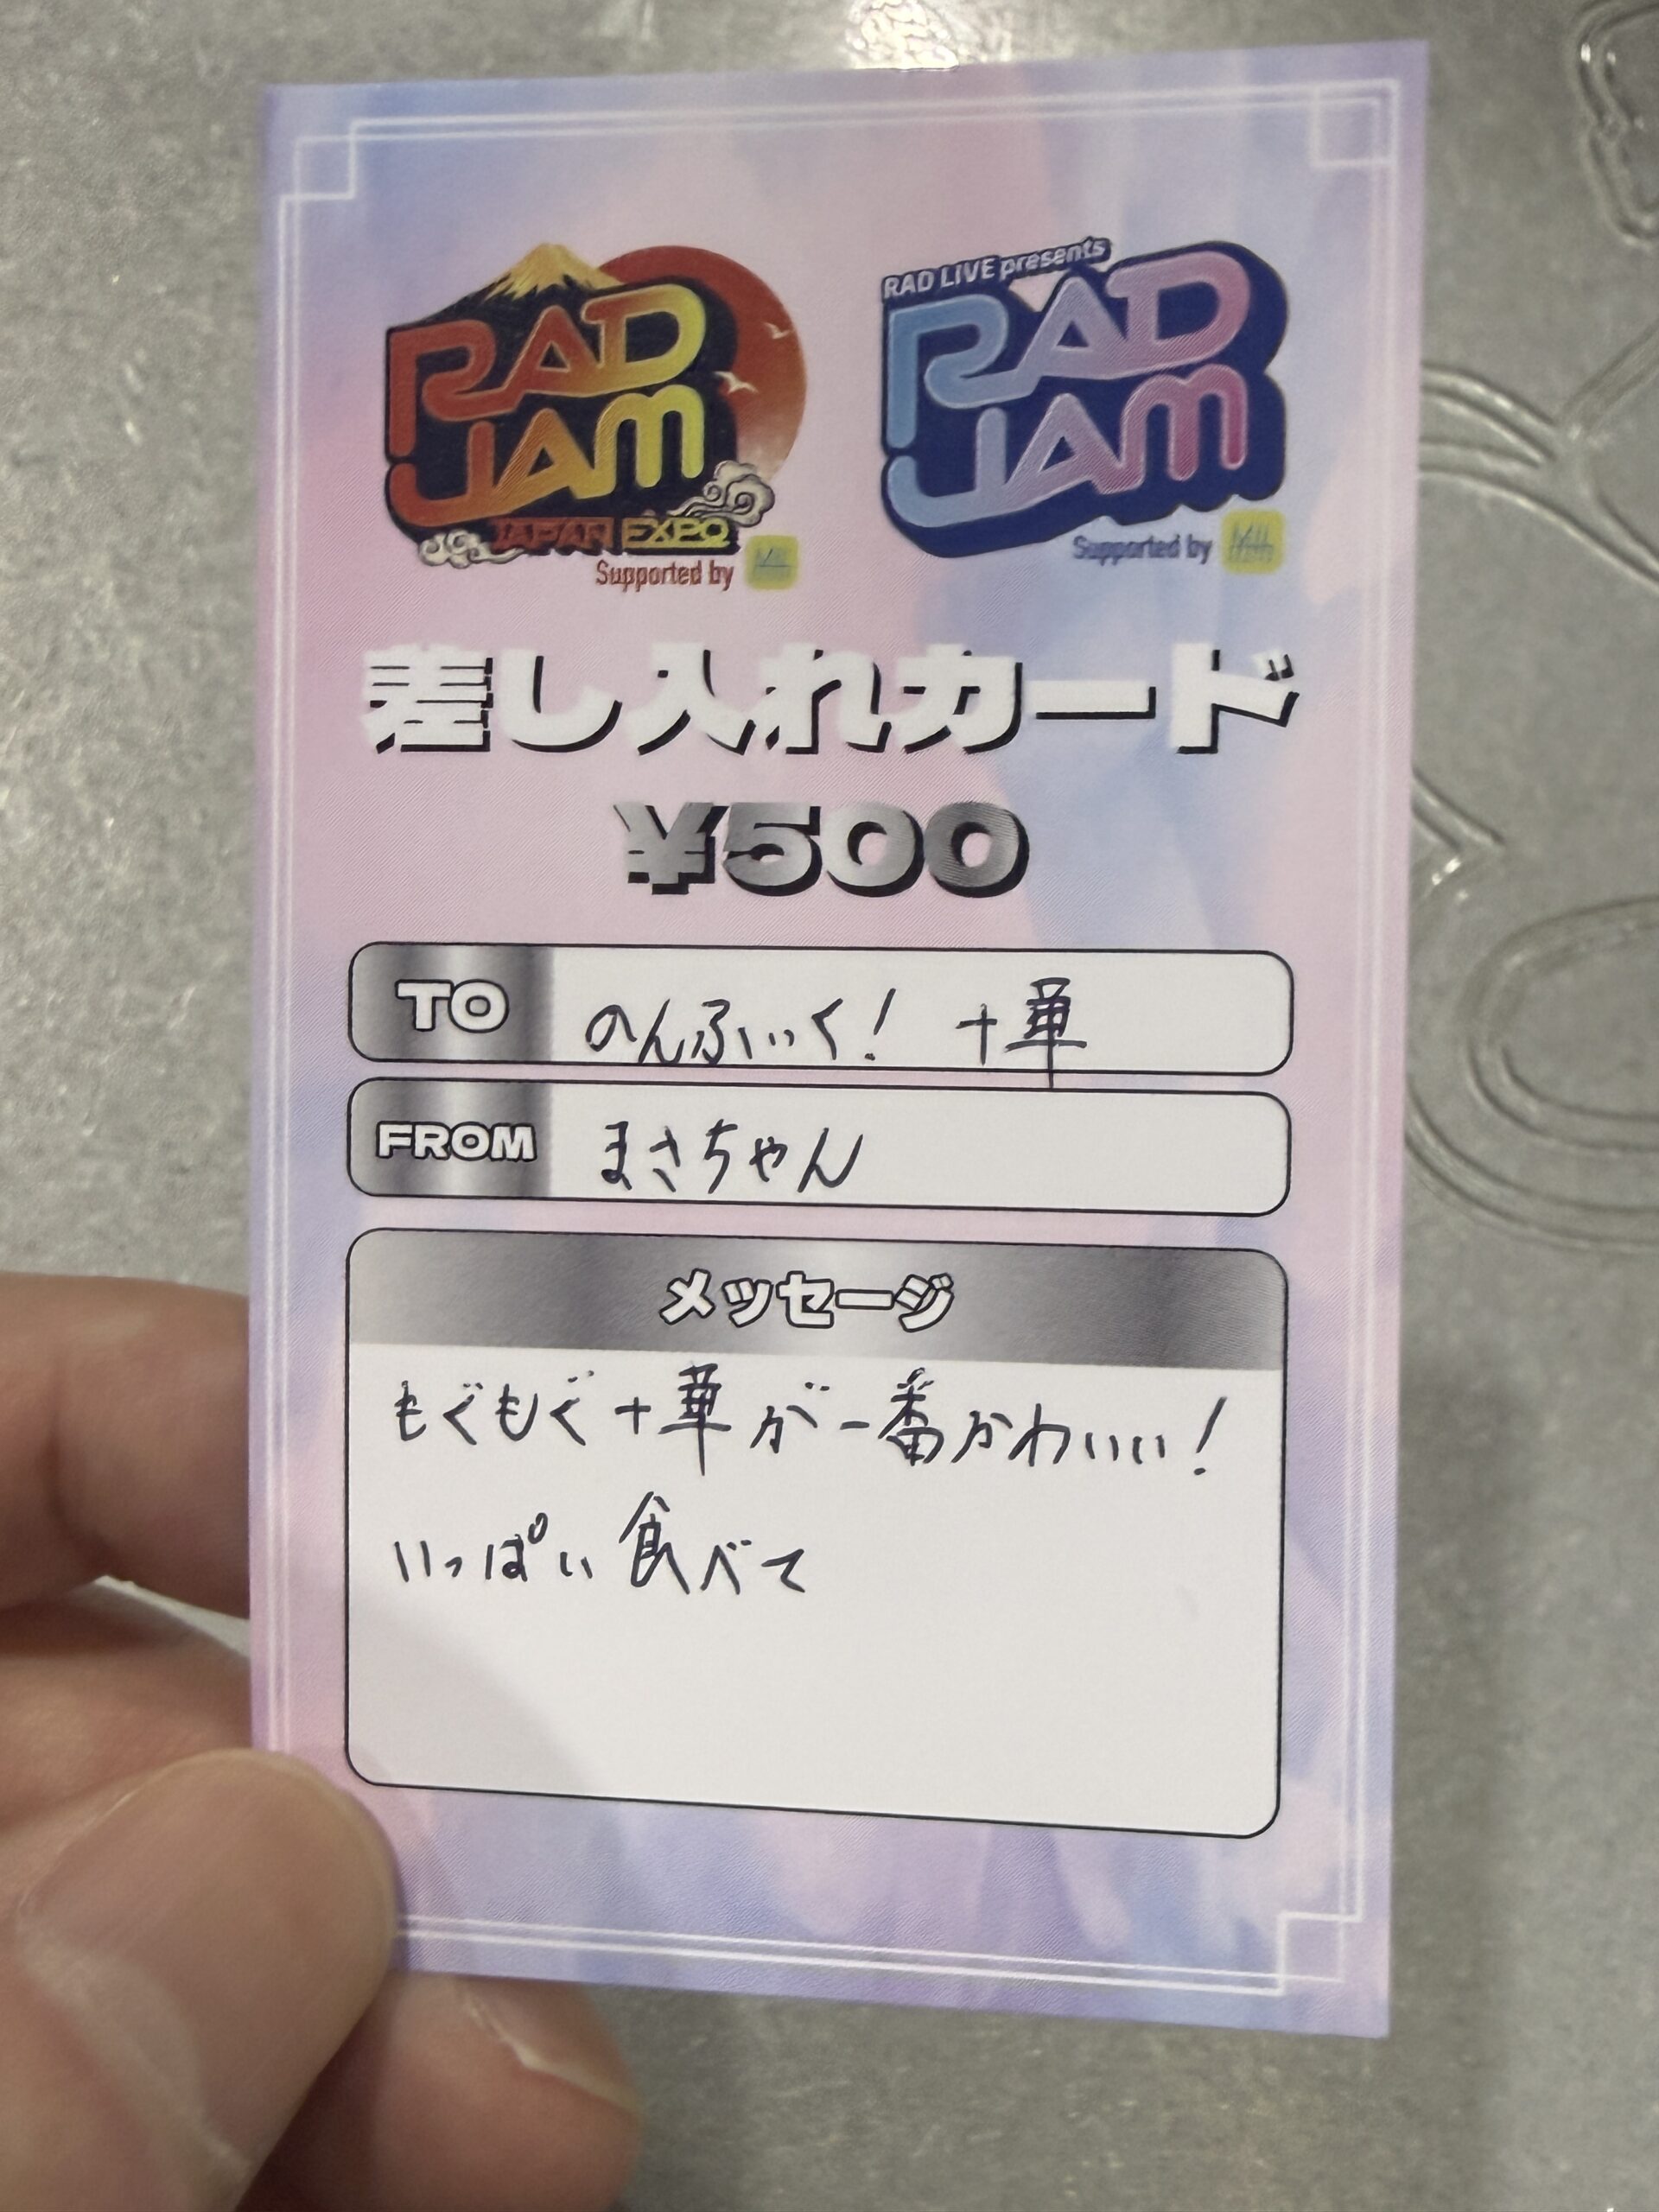 RAD JAM
JAPAN EXPO
Supported by
RAD LIVE presents
RAD JAM
Supported by
差し入れカード
¥500
TO のんふぃく! 十華
FROM まさちゃん
メッセージ
もぐもぐ十華が一番かわいい!
いっぱい食べて